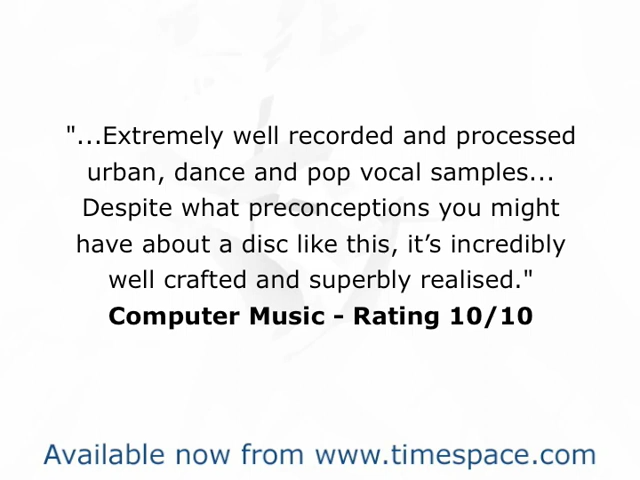 "...Extremely well recorded and processed
urban, dance and pop vocal samples...
Despite what preconceptions you might
have about a disc like this, it’s incredibly
well crafted and superbly realised."
Computer Music - Rating 10/10
Available now from www.timespace.com